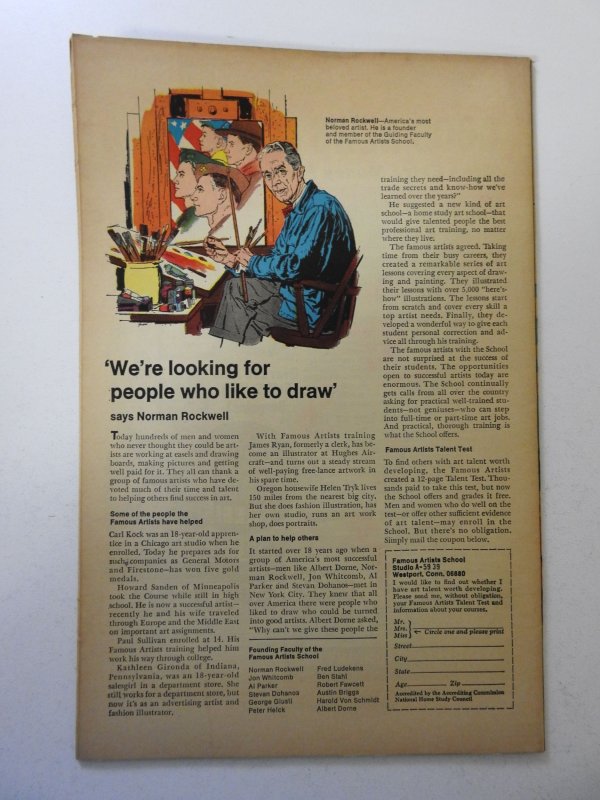 Norman Rockwell—America's most
beloved artist. He is a founder
and member of the Guiding Faculty
of the Famous Artists School.
'We're looking for
people who like to draw'
says Norman Rockwell
Today hundreds of men and women
who never thought they could be art-
ists are working at easels and drawing
boards, making pictures and getting
well paid for it. They all can thank a
group of famous artists who have de-
voted much of their time and talent
to helping others find success in art.
Some of the people the
Famous Artists have helped
Carl Rock was an 18-year-old appren-
tice in a Chicago art studio when he
enrolled. Today he prepares ads for
such companies as General Motors
and Firestone—has won five gold
medals.
Howard Sanden of Minneapolis
took the Course while still in high
school. He is now a successful artist—
recently he and his wife traveled
through Europe and the Middle East
on important art assignments.
Paul Sullivan enrolled at 14. His
Famous Artists training helped him
work his way through college.
Kathleen Gironda of Indiana,
Pennsylvania, was an 18-year-old
salesgirl in a department store. She
still works for a department store, but
now it's as an advertising artist and
fashion illustrator.
With Famous Artists training
James Ryan, formerly a clerk, has be-
come an illustrator at Hughes Air-
craft—and turns out a steady stream
of well-paying free-lance artwork in
his spare time.
Oregon housewife Helen Tryk lives
150 miles from the nearest big city.
But she does fashion illustration, has
her own studio, runs an art work
shop, does portraits.
A plan to help others
It started over 18 years ago when a
group of America's most successful
artists—men like Albert Dorne, Nor-
man Rockwell, Jon Whitcomb, Al
Parker and Stevan Dohanos—met in
New York City. They knew that all
over America there were people who
liked to draw who could be turned
into good artists. Albert Dorne asked,
"Why can't we give these people the
Founding Faculty of the
Famous Artists School
Norman Rockwell
Jon Whitcomb
Al Parker
Stevan Dohanos
George Giusti
Peter Helck
Fred Ludekens
Ben Stahl
Robert Fawcett
Austin Briggs
Harold Von Schmidt
Albert Dorne
training they need—including all the
trade secrets and know-how we've
learned over the years?"
He suggested a new kind of art
school—a home study art school—that
would give talented people the best
professional art training, no matter
where they live.
The famous artists agreed. Taking
time from their busy careers, they
created a remarkable series of art
lessons covering every aspect of draw-
ing and painting. They illustrated
their lessons with over 5,000 "here's-
how" illustrations. The lessons start
from scratch and cover every skill a
top artist needs. Finally, they de-
veloped a wonderful way to give each
student personal correction and ad-
vice all through his training.
The famous artists with the School
are not surprised at the success of
their students. The opportunities
open to successful artists today are
enormous. The School continually
gets calls from all over the country
asking for practical well-trained stu-
dents—not geniuses—who can step
into full-time or part-time art jobs.
And practical, thorough training is
what the School offers.
Famous Artists Talent Test
To find others with art talent worth
developing, the Famous Artists
created a 12-page Talent Test. Thou-
sands paid to take this test, but now
the School offers and grades it free.
Men and women who do well on the
test—or offer other sufficient evidence
of art talent—may enroll in the
School. But there's no obligation.
Simply mail the coupon below.
Famous Artists School
Studio A-5939
Westport, Conn. 06880
I would like to find out whether I
have art talent worth developing.
Please send me, without obligation,
your Famous Artists Talent Test and
information about your courses.
Mr.
Mrs. Circle one and please print
Miss
Street
City
State
Age Zip
Accredited by the Accrediting Commission
National Home Study Council